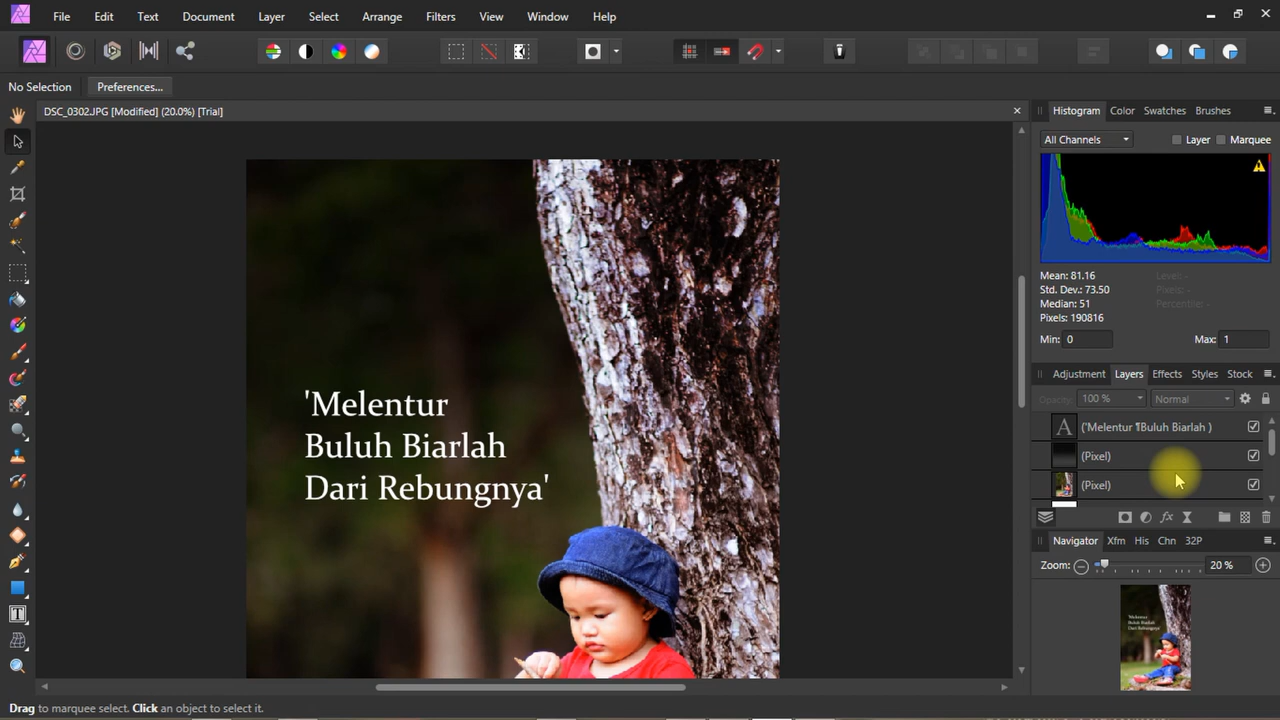 File Edit Text Document Layer Select Arrange Filters View Window Help
No Selection Preferences...
DSC_0302.JPG [Modified] (20.0%) [Trial]
Histogram Color Swatches Brushes
All Channels Layer Marquee
Mean: 81.16 Level: -
Std. Dev.: 73.50 Pixels: -
Median: 51 Percentile: -
Pixels: 190816
Min: 0 Max: 1
Adjustment Layers Effects Styles Stock
Opacity: 100 % Normal
('Melentur ¶Buluh Biarlah )
(Pixel)
(Pixel)
Navigator Xfm His Chn 32P
Zoom: 20 %
'Melentur
Buluh Biarlah
Dari Rebungnya'
Drag to marquee select. Click an object to select it.